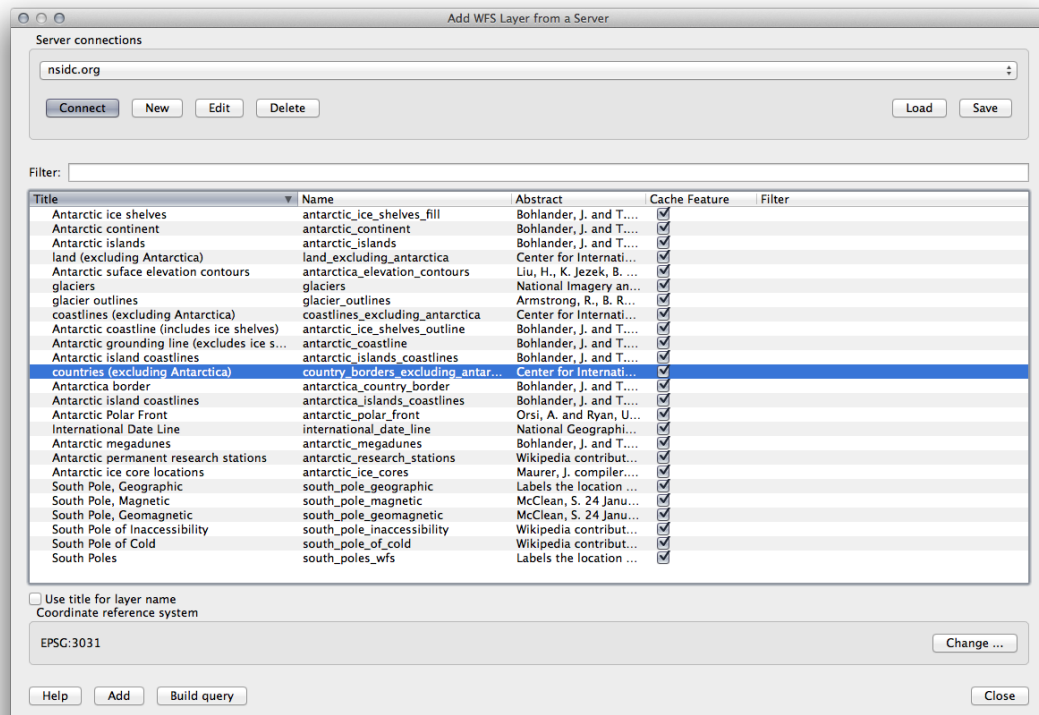 Add WFS Layer from a Server
Server connections
nsidc.org
Connect New Edit Delete Load Save
Filter:
Title Name Abstract Cache Feature Filter
Antarctic ice shelves antarctic_ice_shelves_fill Bohlander, J. and T....
Antarctic continent antarctic_continent Bohlander, J. and T....
Antarctic islands antarctic_islands Bohlander, J. and T....
land (excluding Antarctica) land_excluding_antarctica Center for Internati...
Antarctic suface elevation contours antarctica_elevation_contours Liu, H., K. Jezek, B. ...
glaciers glaciers National Imagery an...
glacier outlines glacier_outlines Armstrong, R., B. R...
coastlines (excluding Antarctica) coastlines_excluding_antarctica Center for Internati...
Antarctic coastline (includes ice shelves) antarctic_ice_shelves_outline Bohlander, J. and T....
Antarctic grounding line (excludes ice s... antarctic_coastline Bohlander, J. and T....
Antarctic island coastlines antarctic_islands_coastlines Bohlander, J. and T....
countries (excluding Antarctica) country_borders_excluding_antar... Center for Internati...
Antarctica border antarctica_country_border Bohlander, J. and T....
Antarctic island coastlines antarctica_islands_coastlines Bohlander, J. and T....
Antarctic Polar Front antarctic_polar_front Orsi, A. and Ryan, U...
International Date Line international_date_line National Geographi...
Antarctic megadunes antarctic_megadunes Bohlander, J. and T....
Antarctic permanent research stations antarctic_research_stations Wikipedia contribut...
Antarctic ice core locations antarctic_ice_cores Maurer, J. compiler....
South Pole, Geographic south_pole_geographic Labels the location ...
South Pole, Magnetic south_pole_magnetic McClean, S. 24 Janu...
South Pole, Geomagnetic south_pole_geomagnetic McClean, S. 24 Janu...
South Pole of Inaccessibility south_pole_inaccessibility Wikipedia contribut...
South Pole of Cold south_pole_of_cold Wikipedia contribut...
South Poles south_poles_wfs Labels the location ...
Use title for layer name
Coordinate reference system
EPSG:3031
Change ...
Help Add Build query Close